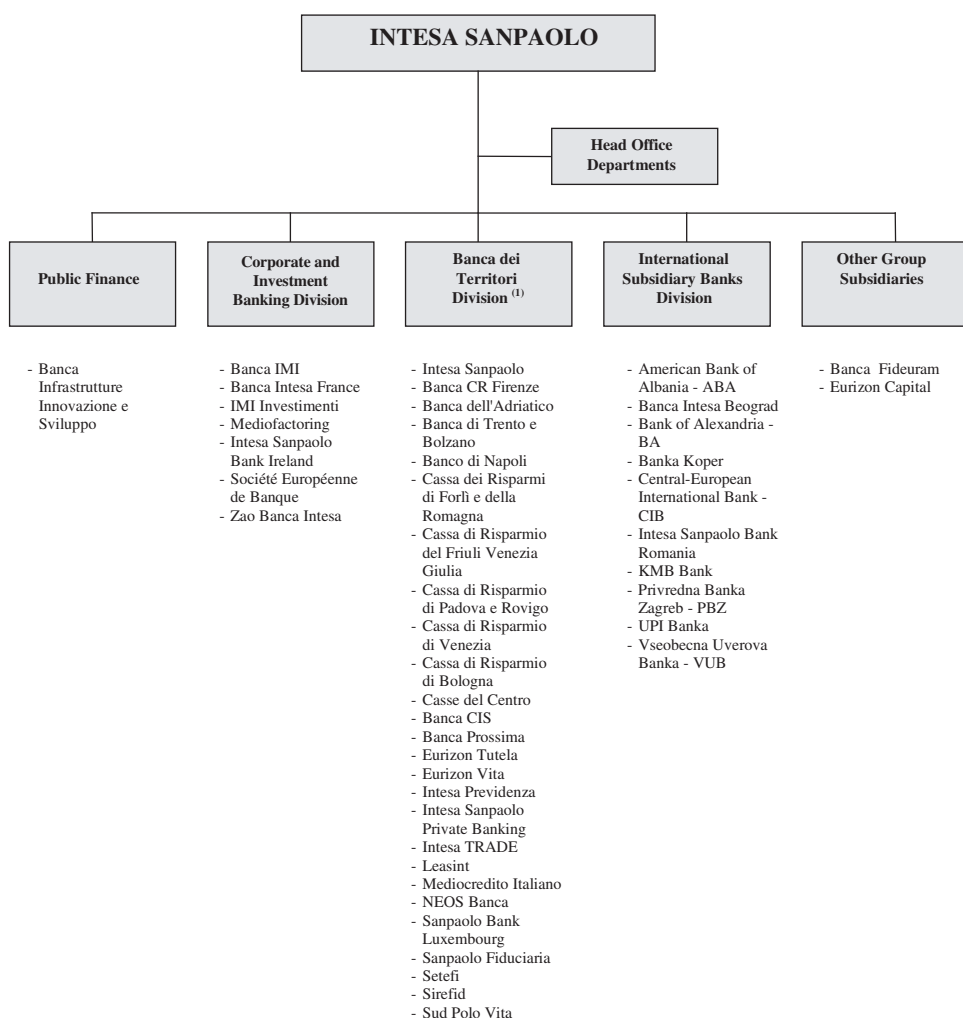 INTESA SANPAOLO
Head Office
Departments
Public Finance
Corporate and
Investment
Banking Division
Banca dei
Territori
Division (1)
International
Subsidiary Banks
Division
Other Group
Subsidiaries
- Banca
Infrastrutture
Innovazione e
Sviluppo
- Banca IMI
- Banca Intesa France
- IMI Investimenti
- Mediofactoring
- Intesa Sanpaolo
Bank Ireland
- Société Européenne
de Banque
- Zao Banca Intesa
- Intesa Sanpaolo
- Banca CR Firenze
- Banca dell'Adriatico
- Banca di Trento e
Bolzano
- Banco di Napoli
- Cassa dei Risparmi
di Forlì e della
Romagna
- Cassa di Risparmio
del Friuli Venezia
Giulia
- Cassa di Risparmio
di Padova e Rovigo
- Cassa di Risparmio
di Venezia
- Cassa di Risparmio
di Bologna
- Casse del Centro
- Banca CIS
- Banca Prossima
- Eurizon Tutela
- Eurizon Vita
- Intesa Previdenza
- Intesa Sanpaolo
Private Banking
- Intesa TRADE
- Leasint
- Mediocredito Italiano
- NEOS Banca
- Sanpaolo Bank
Luxembourg
- Sanpaolo Fiduciaria
- Setefi
- Sirefid
- Sud Polo Vita
- American Bank of
Albania - ABA
- Banca Intesa Beograd
- Bank of Alexandria -
BA
- Banka Koper
- Central-European
International Bank -
CIB
- Intesa Sanpaolo Bank
Romania
- KMB Bank
- Privredna Banka
Zagreb - PBZ
- UPI Banka
- Vseobecna Uverova
Banka - VUB
- Banca Fideuram
- Eurizon Capital